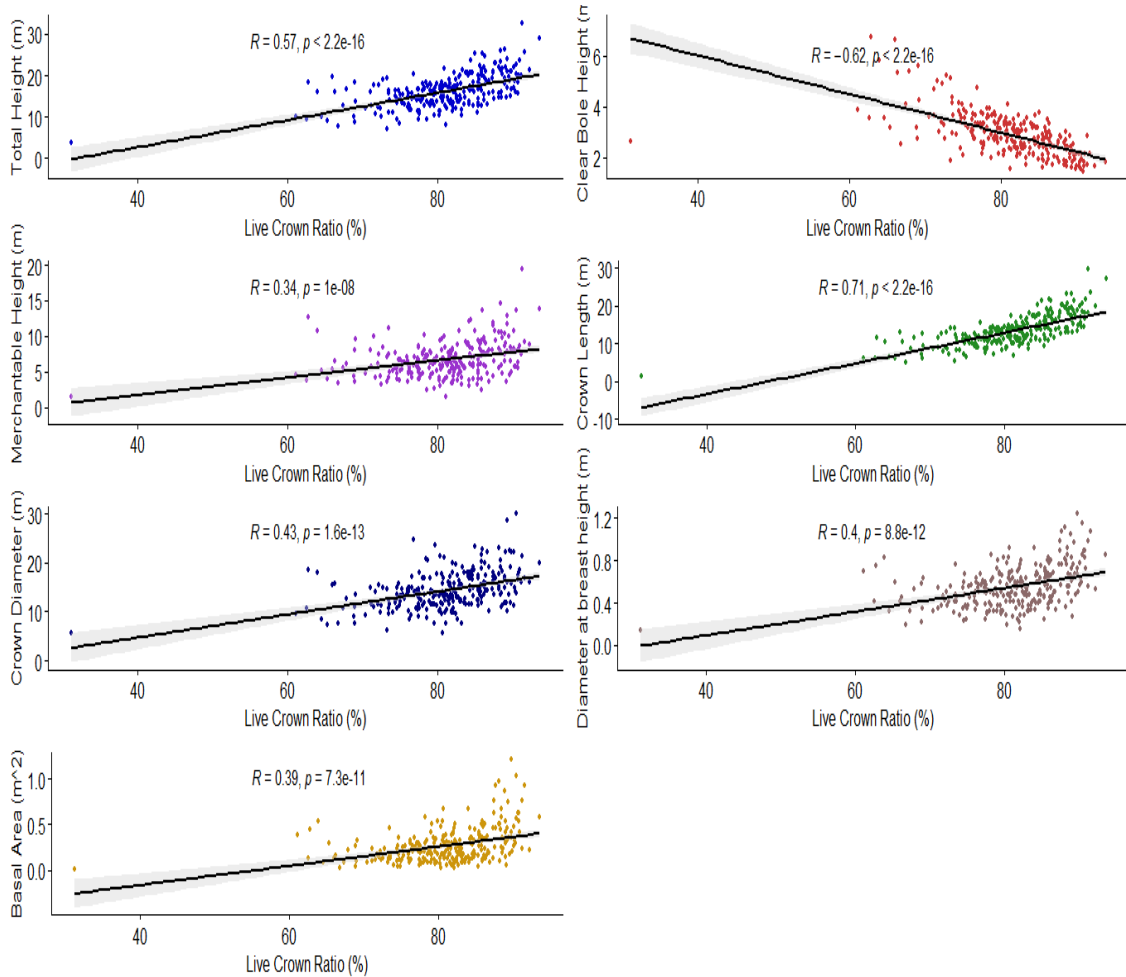 Total Height (m)
30
20
10
0
R = 0.57, p < 2.2e-16
40
60
80
Live Crown Ratio (%)
Clear Bole Height (m
6
4
2
R = −0.62, p < 2.2e-16
40
60
80
Live Crown Ratio (%)
Merchantable Height (m)
20
15
10
5
0
R = 0.34, p = 1e-08
40
60
80
Live Crown Ratio (%)
Crown Length (m)
30
20
10
0
-10
R = 0.71, p < 2.2e-16
40
60
80
Live Crown Ratio (%)
Crown Diameter (m)
30
20
10
0
R = 0.43, p = 1.6e-13
40
60
80
Live Crown Ratio (%)
Diameter at breast height (m)
1.2
0.8
0.4
0.0
R = 0.4, p = 8.8e-12
40
60
80
Live Crown Ratio (%)
Basal Area (m^2)
1.0
0.5
0.0
R = 0.39, p = 7.3e-11
40
60
80
Live Crown Ratio (%)